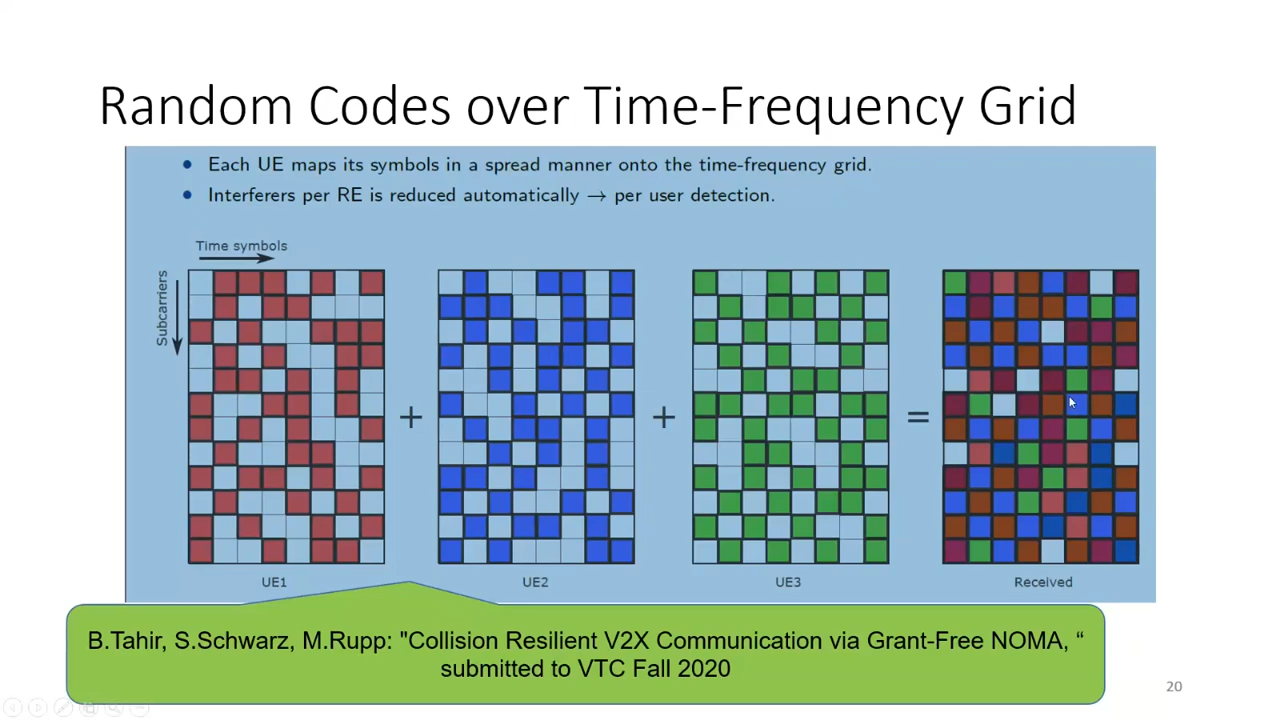 Random Codes over Time-Frequency Grid
• Each UE maps its symbols in a spread manner onto the time-frequency grid.
• Interferers per RE is reduced automatically → per user detection.
Time symbols
Subcarriers
+
+
=
UE1
UE2
UE3
Received
B.Tahir, S.Schwarz, M.Rupp: "Collision Resilient V2X Communication via Grant-Free NOMA, “
submitted to VTC Fall 2020
20